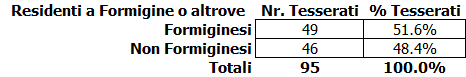 Residenti a Formigine o altrove Nr. Tesserati % Tesserati
Formiginesi 49 51.6%
Non Formiginesi 46 48.4%
Totali 95 100.0%